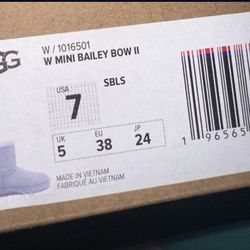 GG
W / 1016501
W MINI BAILEY BOW II
SBLS
USA
7
UK EU JP
5 38 24
MADE IN VIETNAM
FABRIQUÉ AU VIETNAM
1 96565